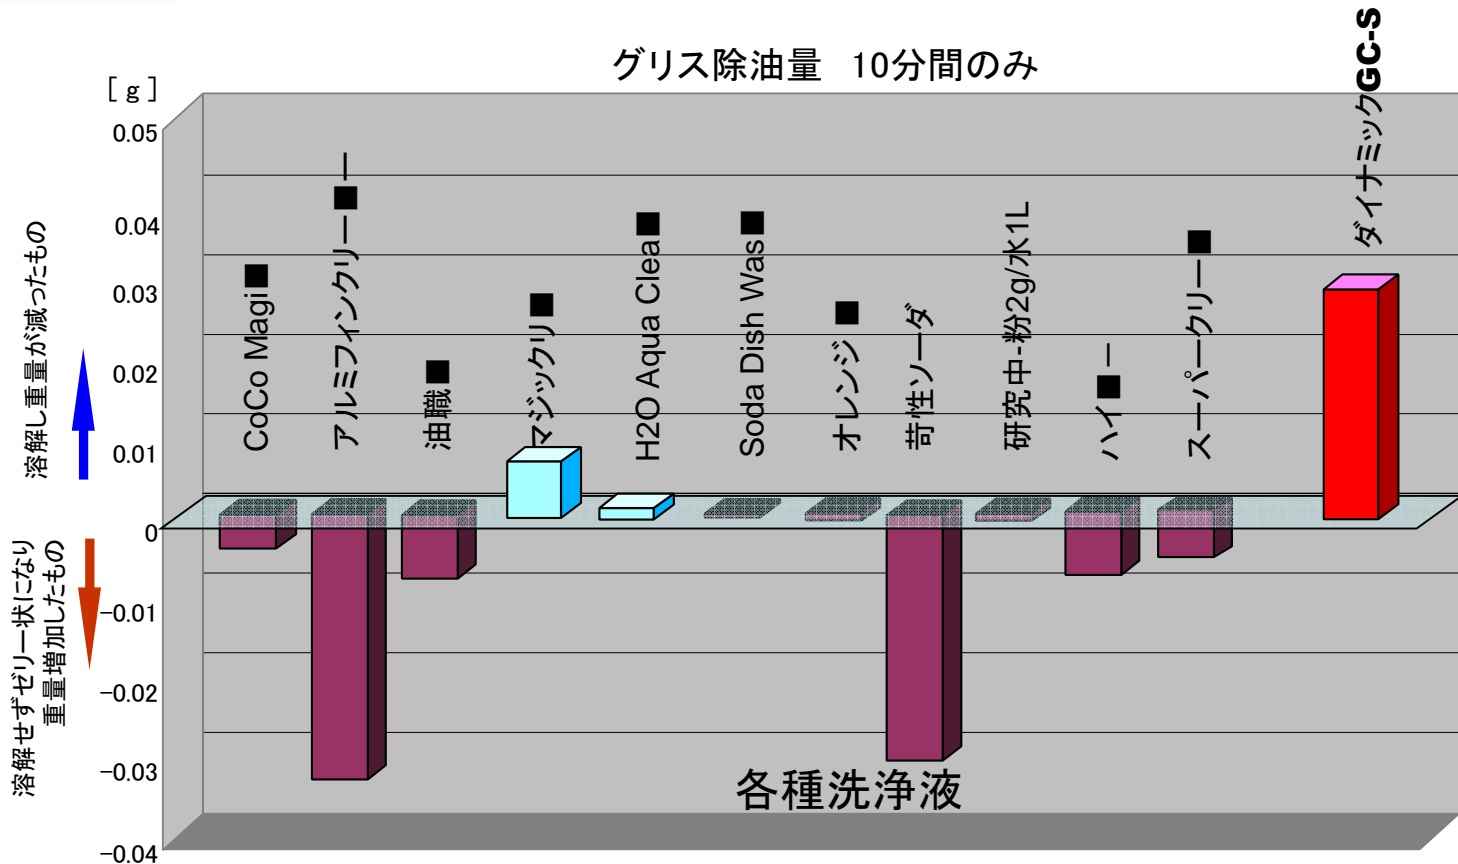 グリス除油量 10分間のみ
[ g ]
0.05
0.04
0.03
0.02
0.01
0
-0.01
-0.02
-0.03
-0.04
溶解し重量が減ったもの
溶解せずゼリー状になり
重量増加したもの
CoCo Magi■
アルミフィンクリー■ー
油職■
マジックリ■
H2O Aqua Clea■
Soda Dish Was■
オレンジ■
苛性ソーダ
研究中-粉2g/水1L
ハイ■ー
スーパークリー■
ダイナミックGC-S
各種洗浄液